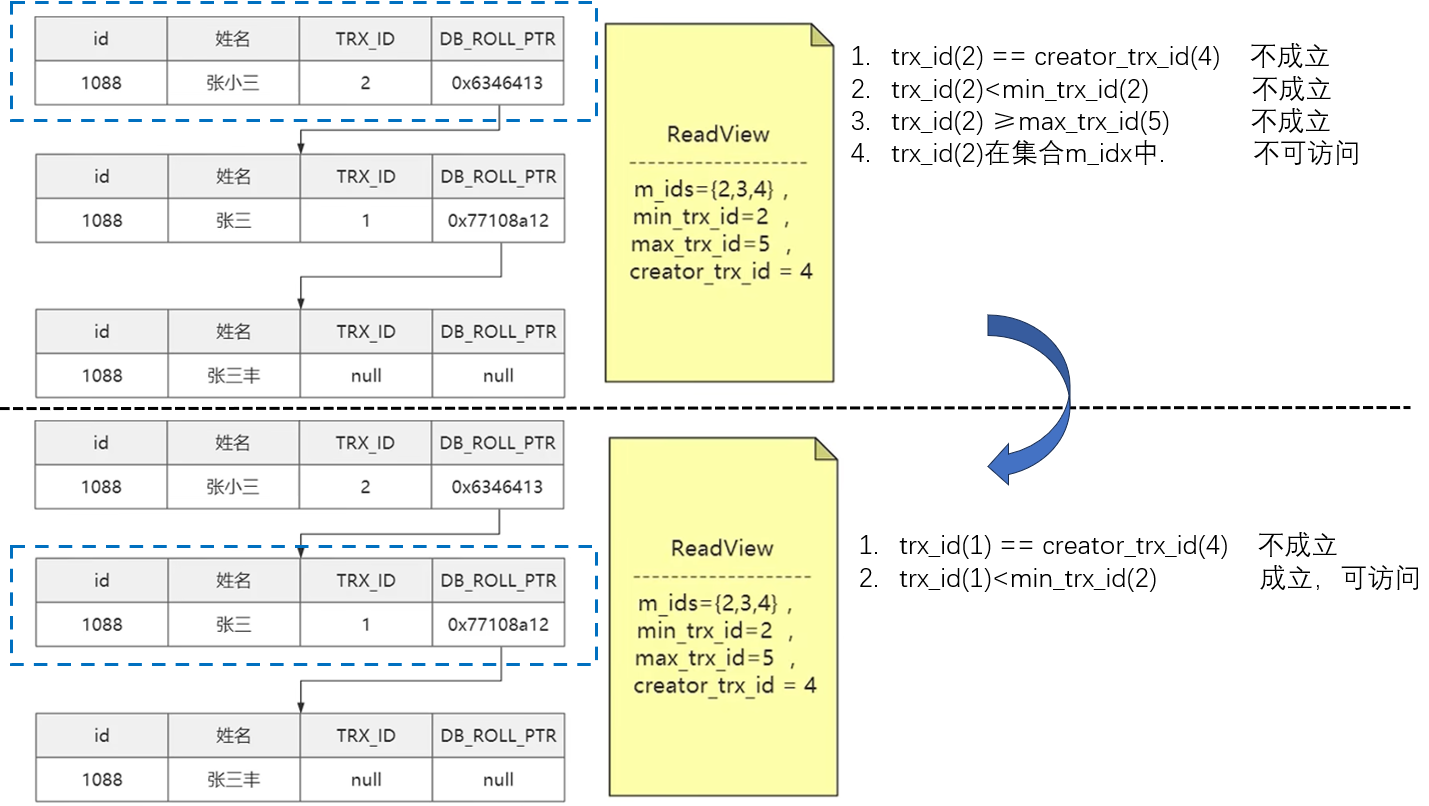 id 姓名 TRX_ID DB_ROLL_PTR
1088 张小三 2 0x6346413
id 姓名 TRX_ID DB_ROLL_PTR
1088 张三 1 0x77108a12
id 姓名 TRX_ID DB_ROLL_PTR
1088 张三丰 null null
ReadView
m_ids={2,3,4} ,
min_trx_id=2 ,
max_trx_id=5 ,
creator_trx_id = 4
1. trx_id(2) == creator_trx_id(4) 不成立
2. trx_id(2)<min_trx_id(2) 不成立
3. trx_id(2) ≥max_trx_id(5) 不成立
4. trx_id(2)在集合m_idx中. 不可访问
id 姓名 TRX_ID DB_ROLL_PTR
1088 张小三 2 0x6346413
id 姓名 TRX_ID DB_ROLL_PTR
1088 张三 1 0x77108a12
id 姓名 TRX_ID DB_ROLL_PTR
1088 张三丰 null null
ReadView
m_ids={2,3,4} ,
min_trx_id=2 ,
max_trx_id=5 ,
creator_trx_id = 4
1. trx_id(1) == creator_trx_id(4) 不成立
2. trx_id(1)<min_trx_id(2) 成立，可访问